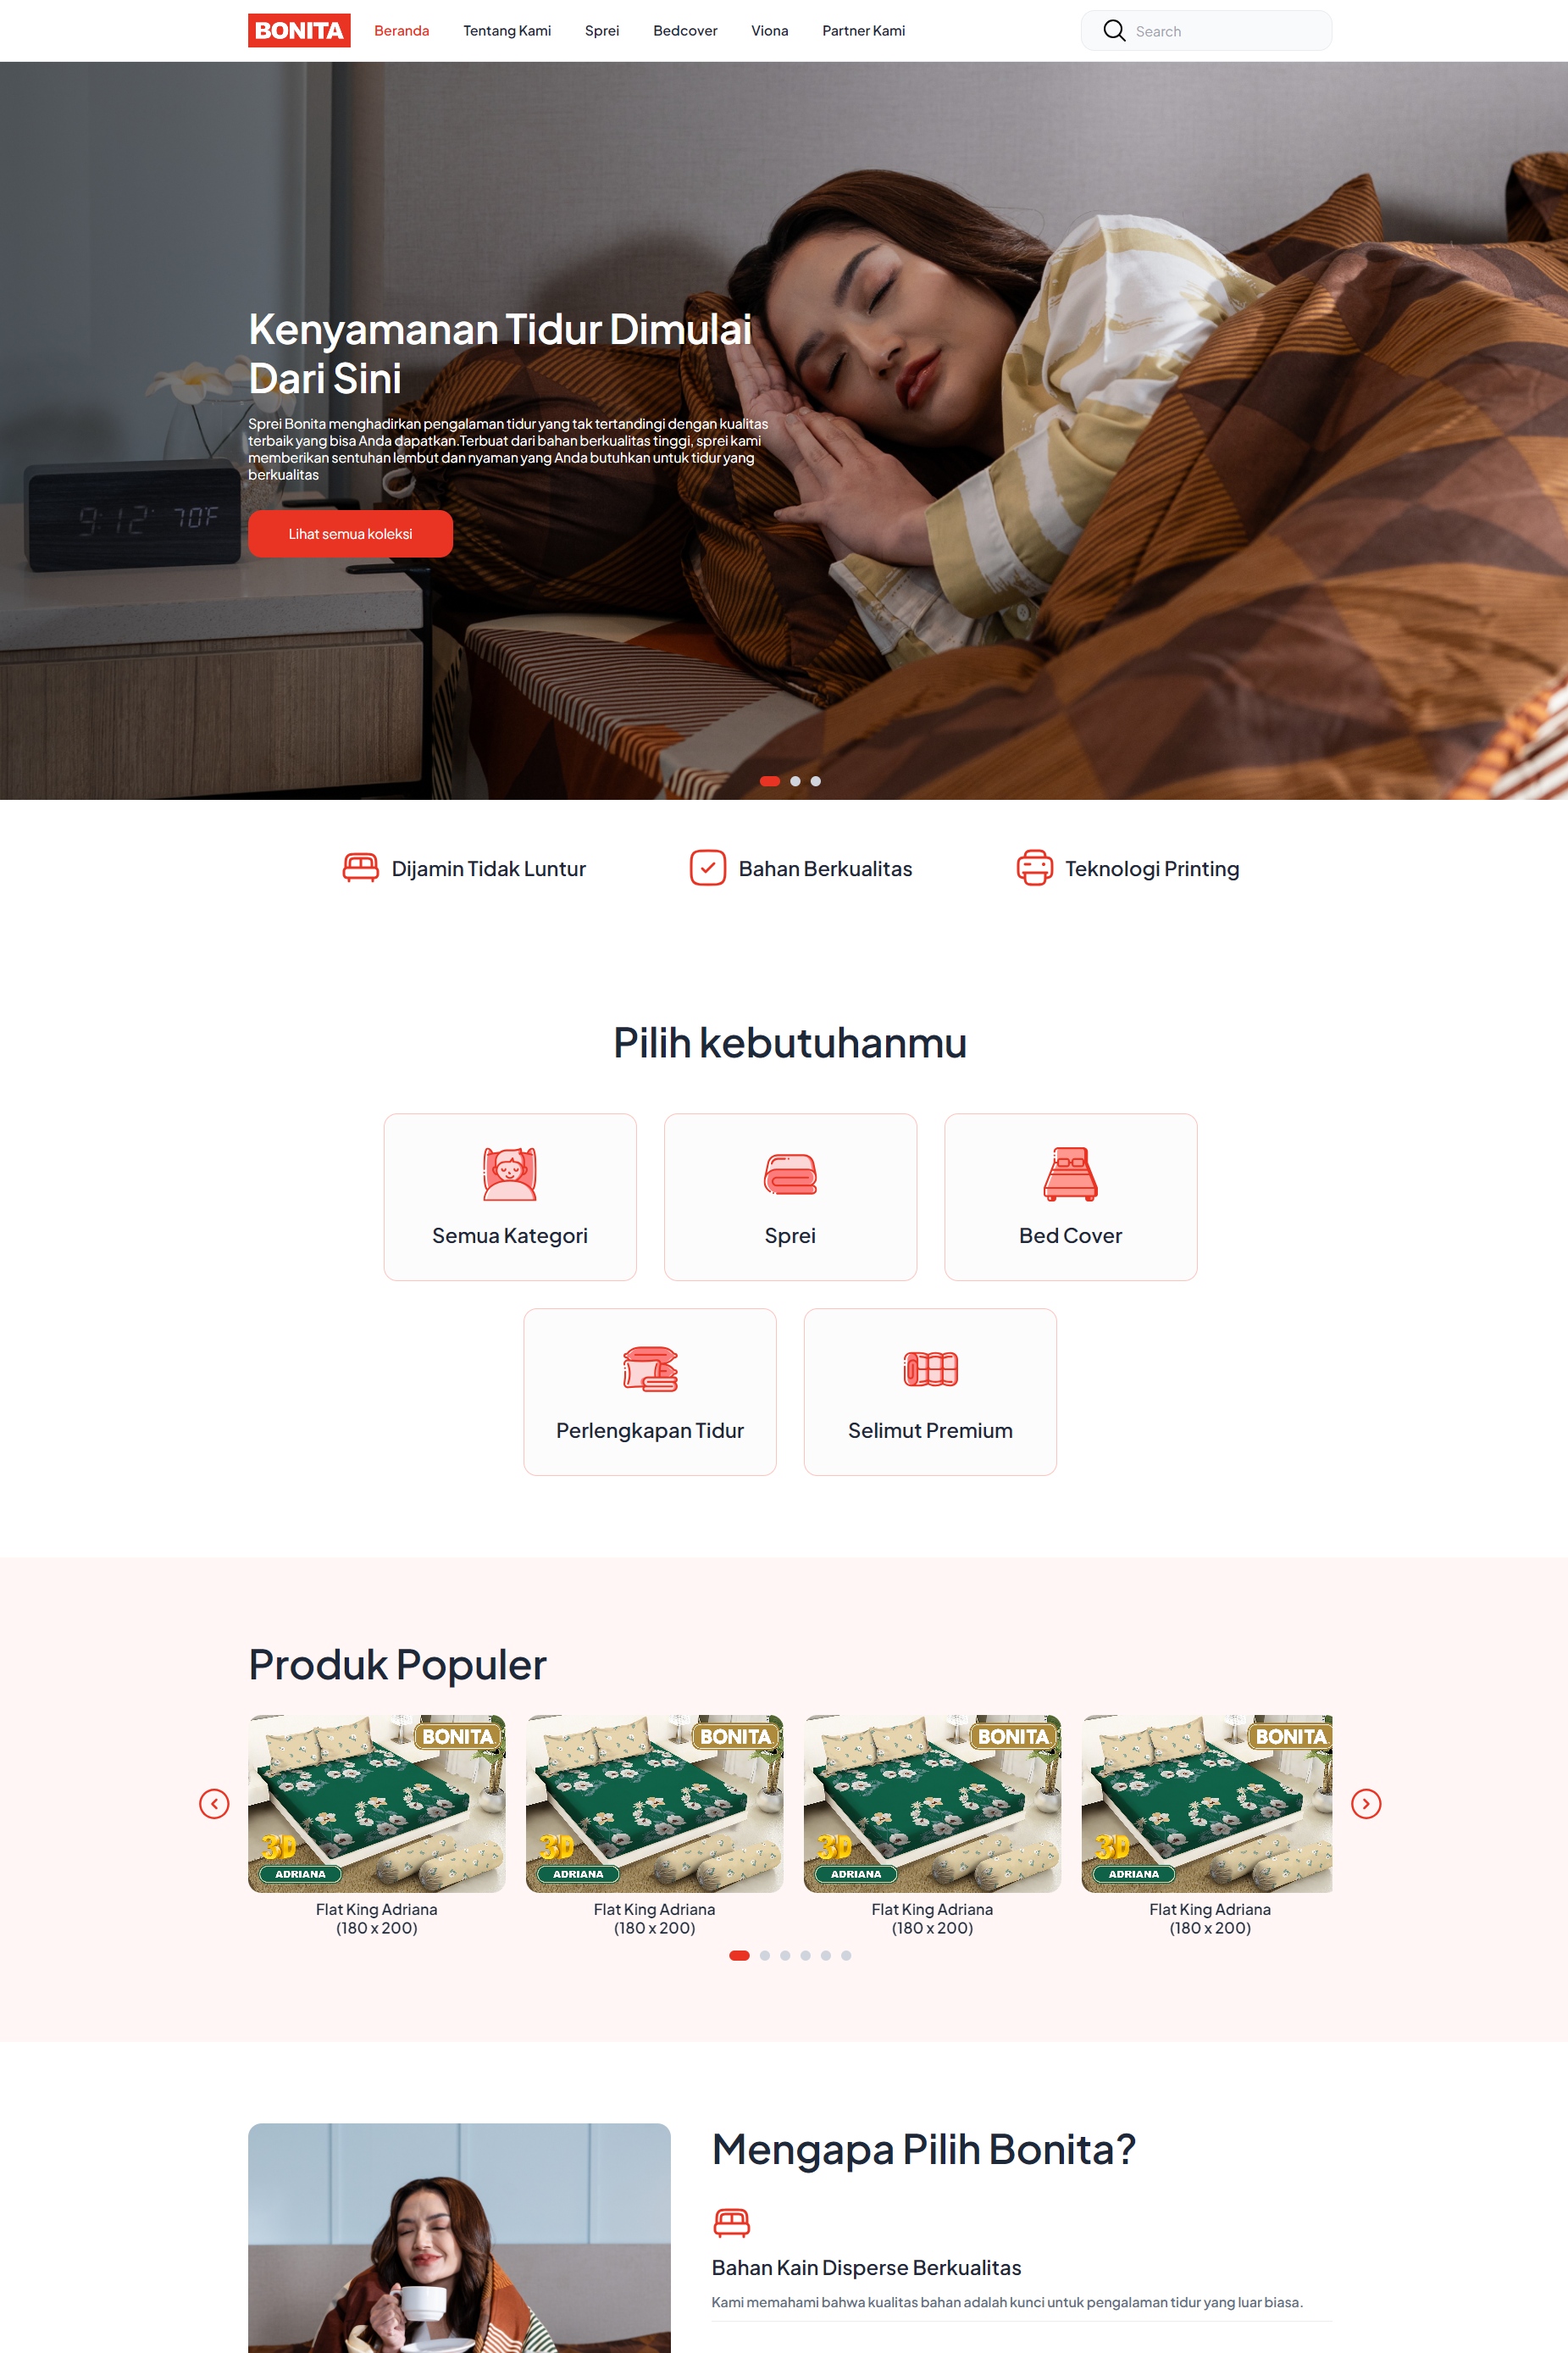 BONITA
Beranda
Tentang Kami
Sprei
Bedcover
Viona
Partner Kami
Search
Kenyamanan Tidur Dimulai
Dari Sini
Sprei Bonita menghadirkan pengalaman tidur yang tak tertandingi dengan kualitas
terbaik yang bisa Anda dapatkan.Terbuat dari bahan berkualitas tinggi, sprei kami
memberikan sentuhan lembut dan nyaman yang Anda butuhkan untuk tidur yang
berkualitas
9:12 70°F
Lihat semua koleksi
Dijamin Tidak Luntur
Bahan Berkualitas
Teknologi Printing
Pilih kebutuhanmu
Semua Kategori
Sprei
Bed Cover
Perlengkapan Tidur
Selimut Premium
Produk Populer
BONITA
3D
ADRIANA
Flat King Adriana
(180 x 200)
BONITA
3D
ADRIANA
Flat King Adriana
(180 x 200)
BONITA
3D
ADRIANA
Flat King Adriana
(180 x 200)
BONITA
3D
ADRIANA
Flat King Adriana
(180 x 200)
Mengapa Pilih Bonita?
Bahan Kain Disperse Berkualitas
Kami memahami bahwa kualitas bahan adalah kunci untuk pengalaman tidur yang luar biasa.